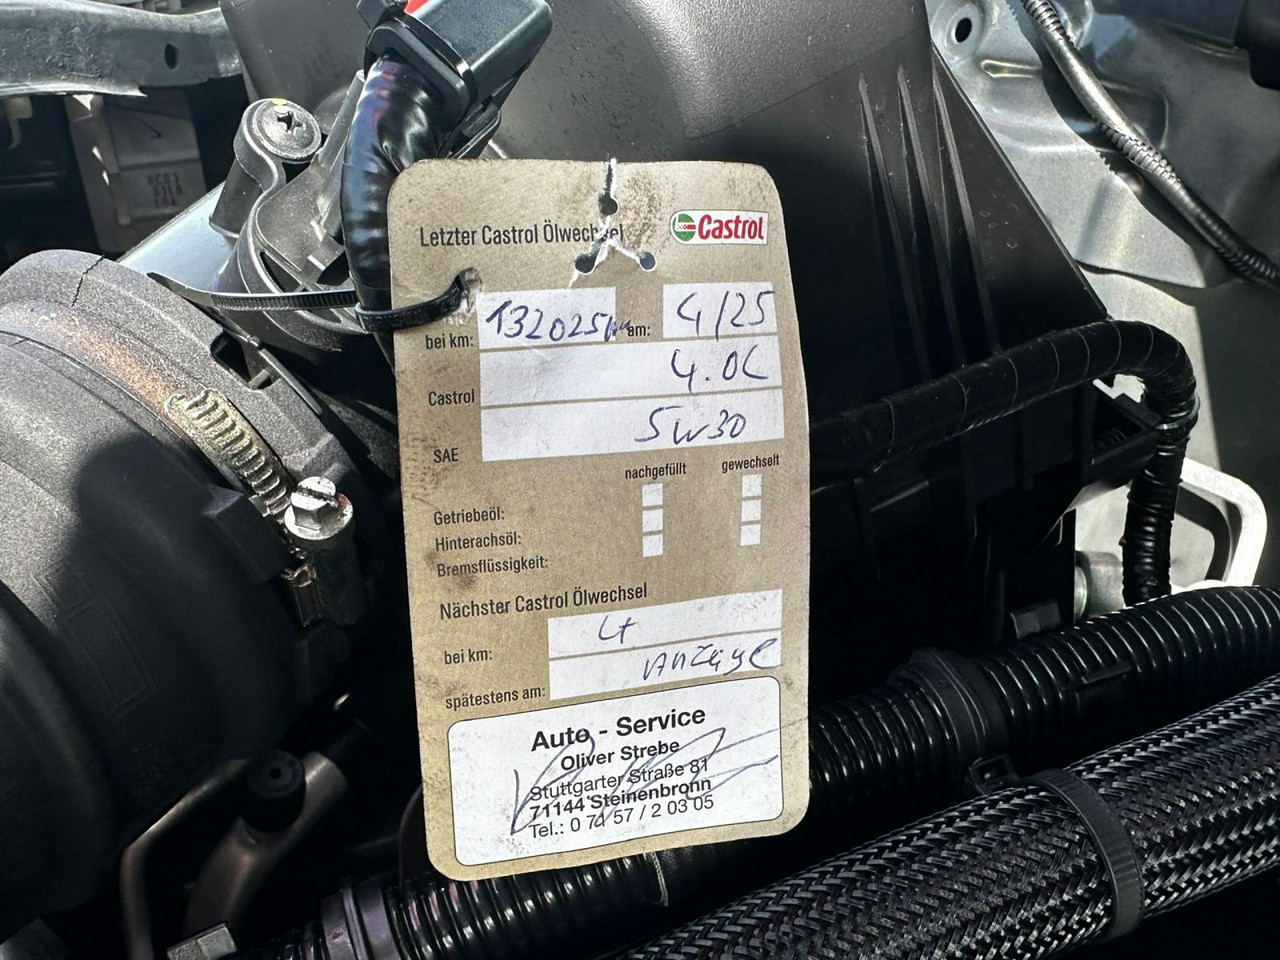 Letzter Castrol Ölwechsel
Castrol
bei km: 132025km am: 4/25
Castrol 4.0L
SAE 5W30
nachgefüllt gewechselt
Getriebeöl:
Hinterachsöl:
Bremsflüssigkeit:
Nächster Castrol Ölwechsel
bei km: Lt
spätestens am: Anzeige
Auto - Service
Oliver Strebe
Stuttgarter Straße 81
71144 Steinenbronn
Tel.: 0 71 57 / 2 03 05